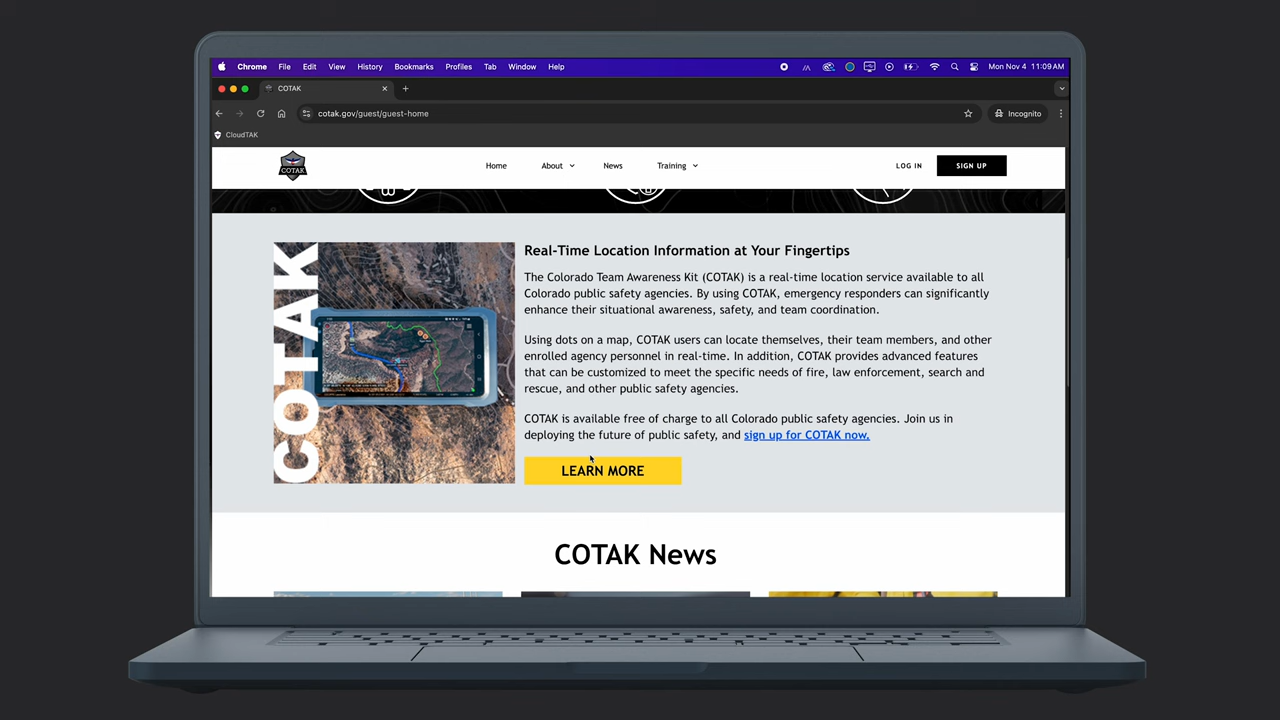 Chrome File Edit View History Bookmarks Profiles Tab Window Help Mon Nov 4 11:09 AM
COTAK
cotak.gov/guest/guest-home Incognito
CloudTAK
COTAK Home About News Training LOG IN SIGN UP
COTAK
Real-Time Location Information at Your Fingertips
The Colorado Team Awareness Kit (COTAK) is a real-time location service available to all
Colorado public safety agencies. By using COTAK, emergency responders can significantly
enhance their situational awareness, safety, and team coordination.
Using dots on a map, COTAK users can locate themselves, their team members, and other
enrolled agency personnel in real-time. In addition, COTAK provides advanced features
that can be customized to meet the specific needs of fire, law enforcement, search and
rescue, and other public safety agencies.
COTAK is available free of charge to all Colorado public safety agencies. Join us in
deploying the future of public safety, and sign up for COTAK now.
LEARN MORE
COTAK News